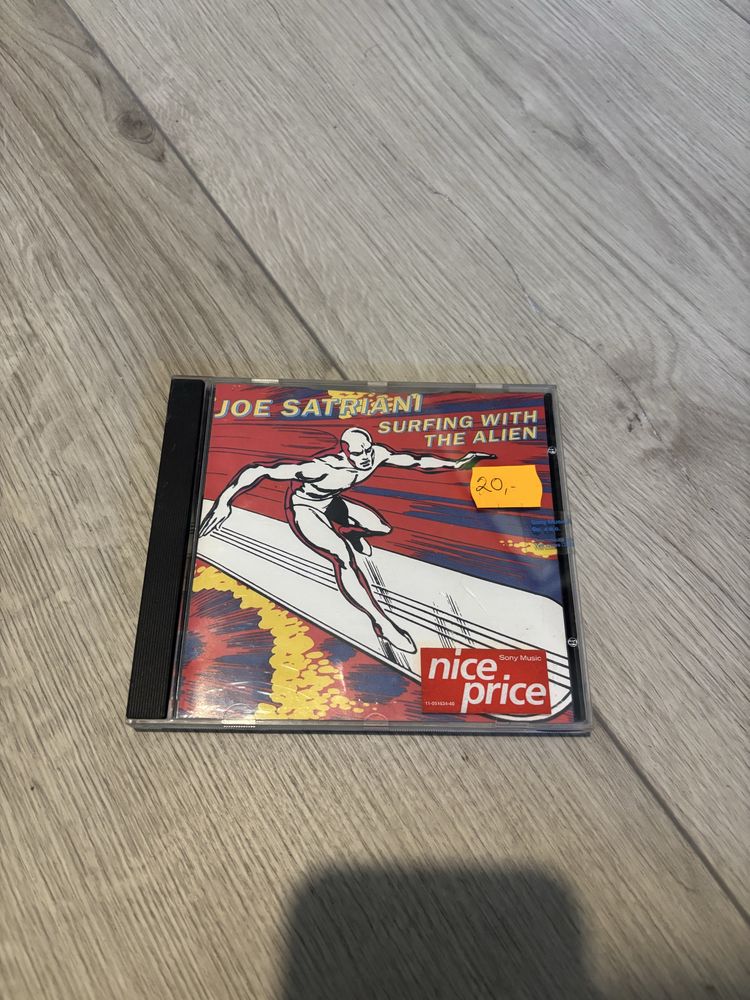 JOE SATRIANI
SURFING WITH
THE ALIEN
20,-
Sony Music
nice
price